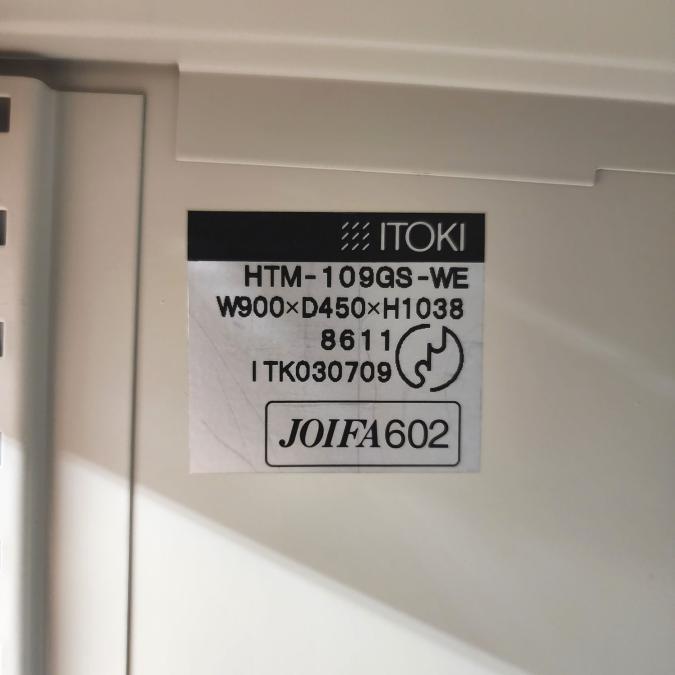 ITOKI
HTM-109GS-WE
W900×D450×H1038
8611
ITK030709
JOIFA602